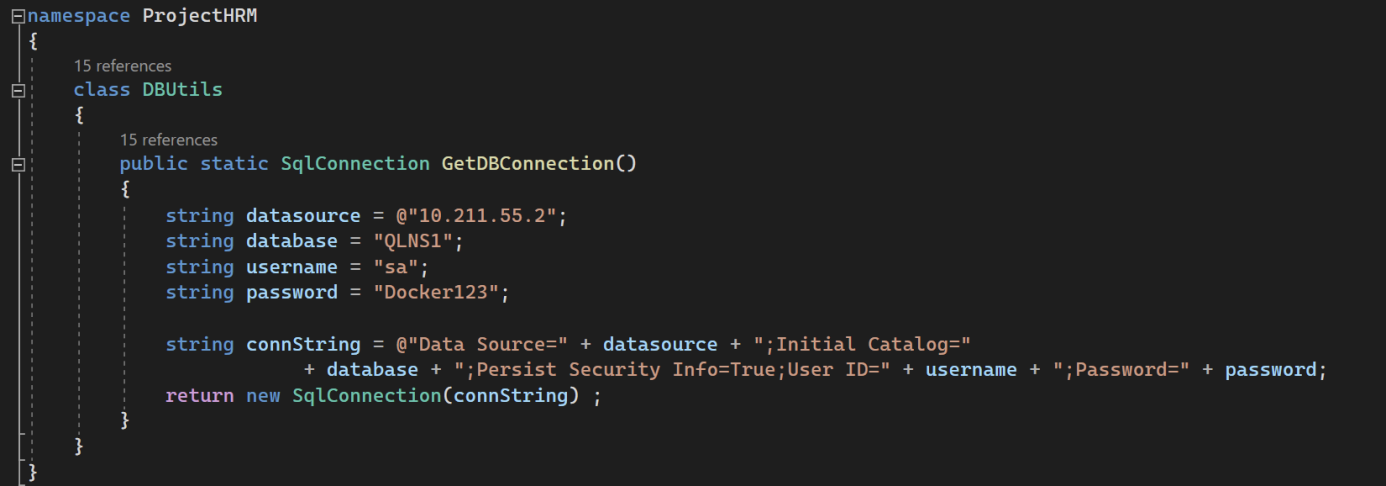 namespace ProjectHRM
{
15 references
class DBUtils
{
15 references
public static SqlConnection GetDBConnection()
{
string datasource = @"10.211.55.2";
string database = "QLNS1";
string username = "sa";
string password = "Docker123";
string connString = @"Data Source=" + datasource + ";Initial Catalog="
+ database + ";Persist Security Info=True;User ID=" + username + ";Password=" + password;
return new SqlConnection(connString) ;
}
}
}